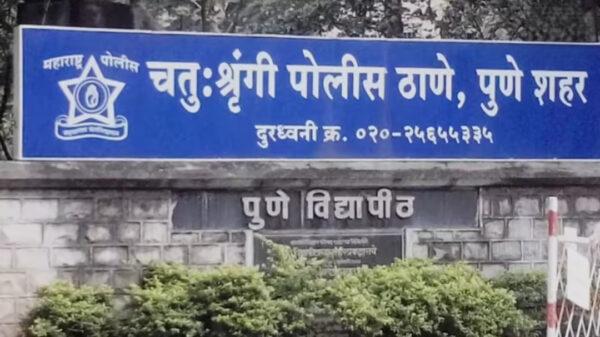 महाराष्ट्र पोलीस
चतु:श्रृंगी पोलीस ठाणे, पुणे शहर
दुरध्वनी क्र. ०२०-२५६५५३३५
पुणे विद्यापीठ